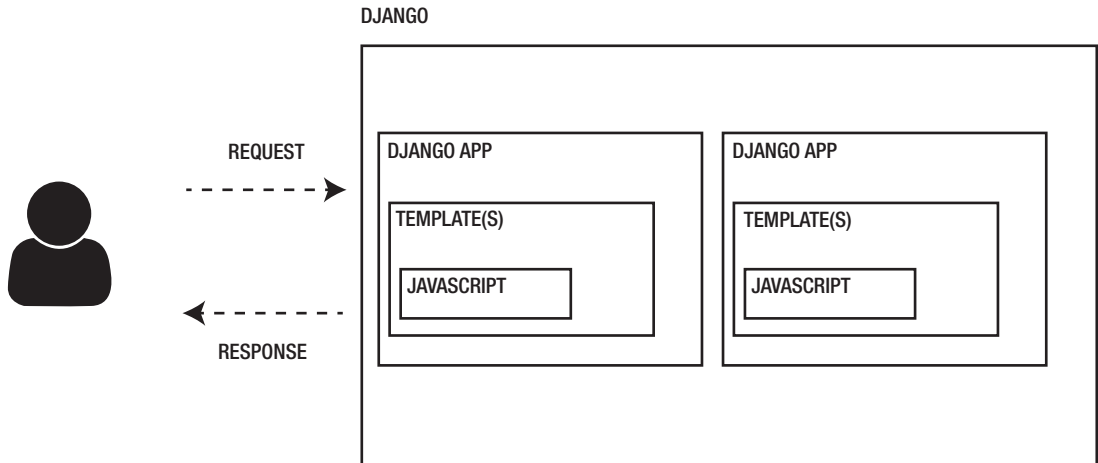 DJANGO
REQUEST
RESPONSE
DJANGO APP
TEMPLATE(S)
JAVASCRIPT
DJANGO APP
TEMPLATE(S)
JAVASCRIPT